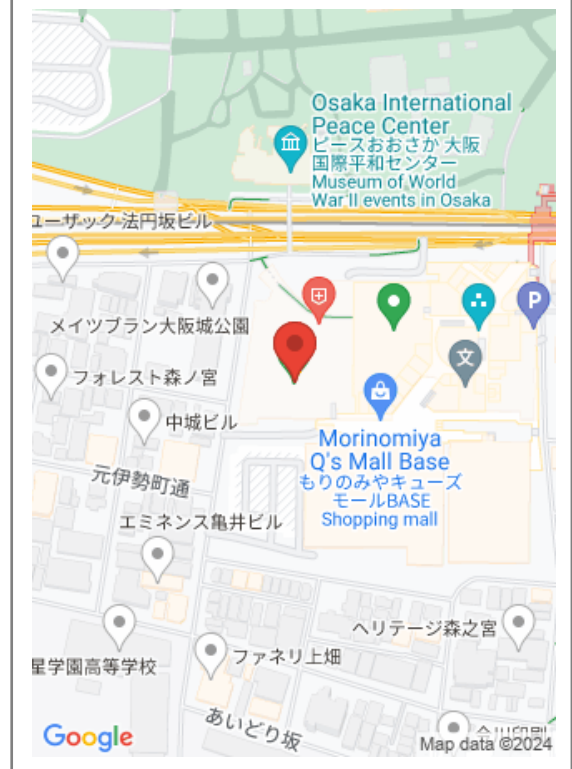 Osaka International
Peace Center
ピースおおさか 大阪
国際平和センター
Museum of World
War II events in Osaka
ユーザック 法円坂ビル
メイツブラン大阪城公園
P
文
フォレスト森ノ宮
中城ビル
Morinomiya
Q's Mall Base
もりのみやキューズ
モールBASE
Shopping mall
元伊勢町通
エミネンス亀井ビル
ヘリテージ森之宮
星学園高等学校
ファネリ上畑
あいどり坂
Google
Map data ©2024